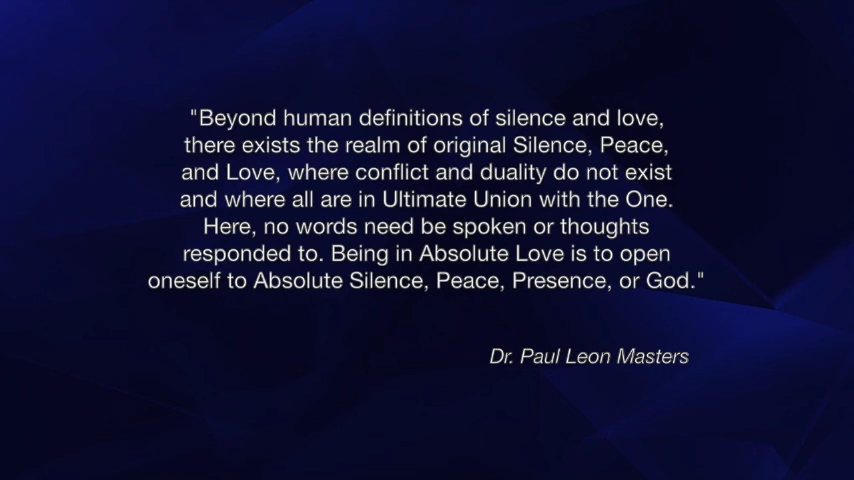 "Beyond human definitions of silence and love,
there exists the realm of original Silence, Peace,
and Love, where conflict and duality do not exist
and where all are in Ultimate Union with the One.
Here, no words need be spoken or thoughts
responded to. Being in Absolute Love is to open
oneself to Absolute Silence, Peace, Presence, or God."
Dr. Paul Leon Masters